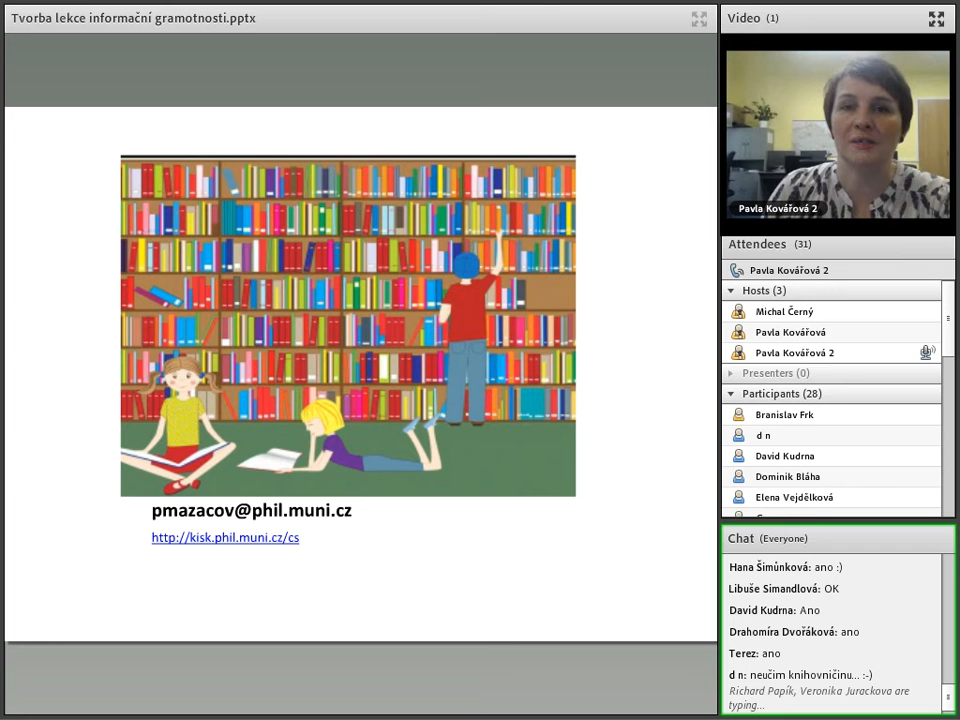 Tvorba lekce informační gramotnosti.pptx
pmazacov@phil.muni.cz
http://kisk.phil.muni.cz/cs
Video (1)
Pavla Kovářová 2
Attendees (31)
Pavla Kovářová 2
Hosts (3)
Michal Černý
Pavla Kovářová
Pavla Kovářová 2
Presenters (0)
Participants (28)
Branislav Frk
d n
David Kudrna
Dominik Bláha
Elena Vejdělková
Chat (Everyone)
Hana Šimůnková: ano :)
Libuše Simandlová: OK
David Kudrna: Ano
Drahomíra Dvořáková: ano
Terez: ano
d n: neučim knihovničinu... :-)
Richard Papík, Veronika Jurackova are
typing...